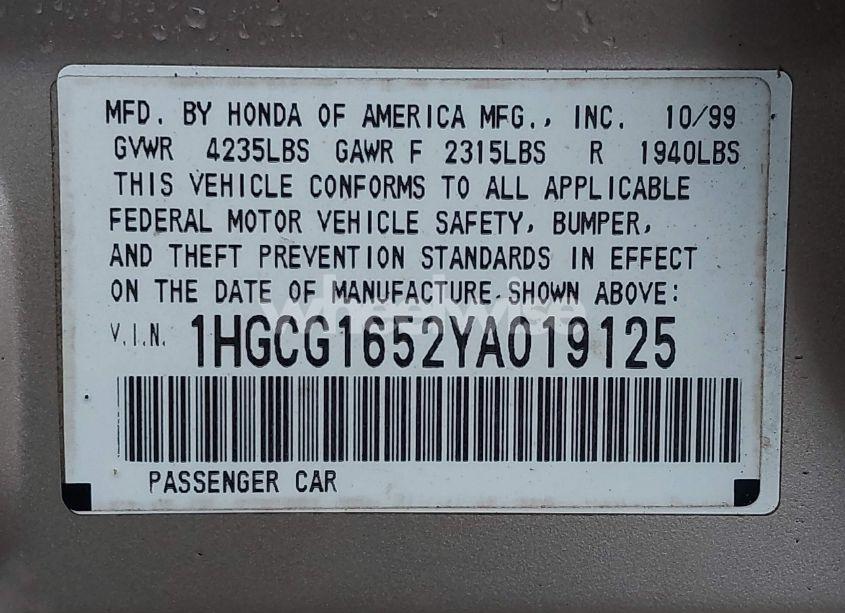 MFD. BY HONDA OF AMERICA MFG., INC. 10/99
GVWR 4235LBS GAWR F 2315LBS R 1940LBS
THIS VEHICLE CONFORMS TO ALL APPLICABLE
FEDERAL MOTOR VEHICLE SAFETY, BUMPER,
AND THEFT PREVENTION STANDARDS IN EFFECT
ON THE DATE OF MANUFACTURE SHOWN ABOVE:
wheelwise
V.I.N. 1HGCG1652YA019125
PASSENGER CAR